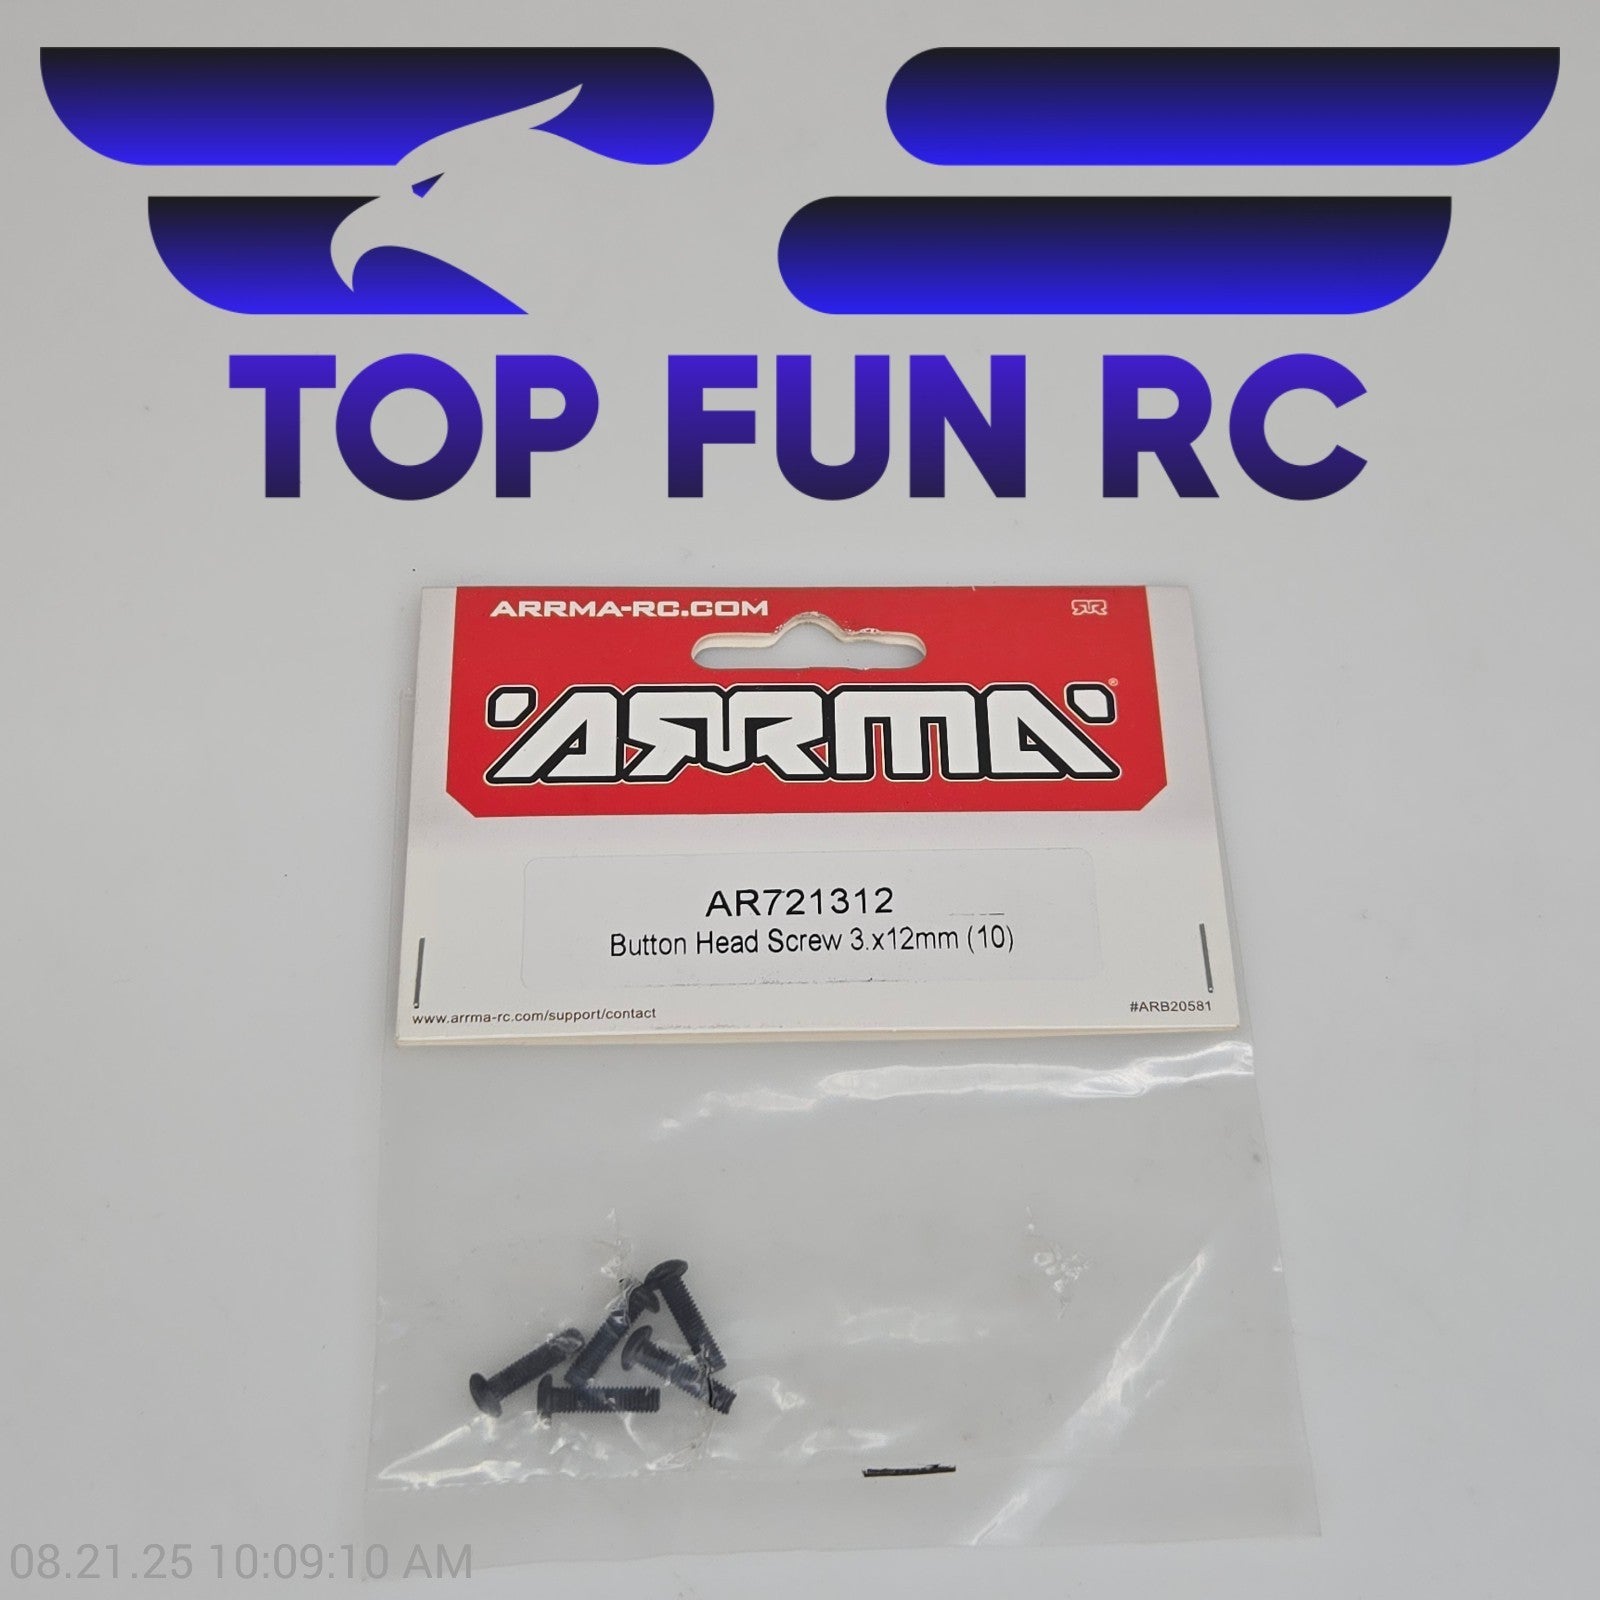 TOP FUN RC
ARRMA-RC.COM
ARRMA®
AR721312
Button Head Screw 3.x12mm (10)
www.arrma-rc.com/support/contact
#ARB20581
08.21.25 10:09:10 AM